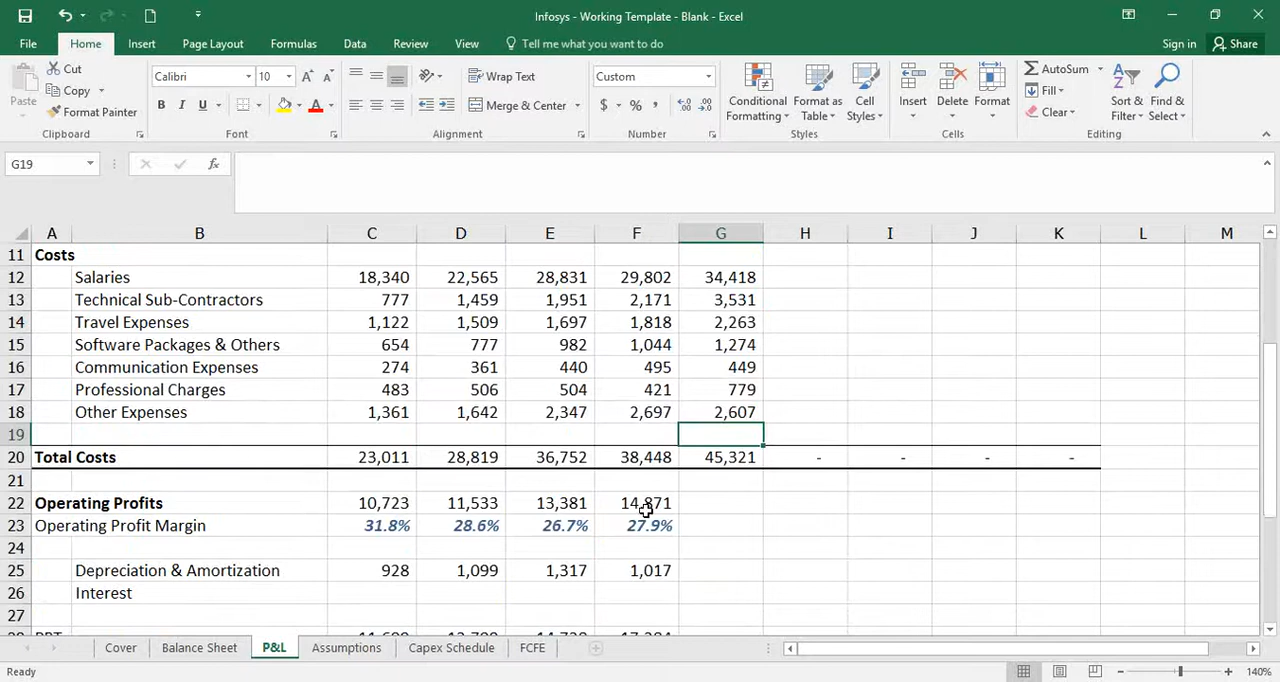 Infosys - Working Template - Blank - Excel
File Home Insert Page Layout Formulas Data Review View Tell me what you want to do Sign in Share
Paste Cut Copy Format Painter Clipboard
Calibri 10 B I U Font
Wrap Text Merge & Center Alignment
Custom $ % , Number
Conditional Formatting Format as Table Cell Styles Styles
Insert Delete Format Cells
AutoSum Fill Clear Sort & Filter Find & Select Editing
G19 fx
A B C D E F G H I J K L M
11 Costs
12 Salaries 18,340 22,565 28,831 29,802 34,418
13 Technical Sub-Contractors 777 1,459 1,951 2,171 3,531
14 Travel Expenses 1,122 1,509 1,697 1,818 2,263
15 Software Packages & Others 654 777 982 1,044 1,274
16 Communication Expenses 274 361 440 495 449
17 Professional Charges 483 506 504 421 779
18 Other Expenses 1,361 1,642 2,347 2,697 2,607
19
20 Total Costs 23,011 28,819 36,752 38,448 45,321 - - - -
21
22 Operating Profits 10,723 11,533 13,381 14,871
23 Operating Profit Margin 31.8% 28.6% 26.7% 27.9%
24
25 Depreciation & Amortization 928 1,099 1,317 1,017
26 Interest
27
Cover Balance Sheet P&L Assumptions Capex Schedule FCFE
Ready 140%